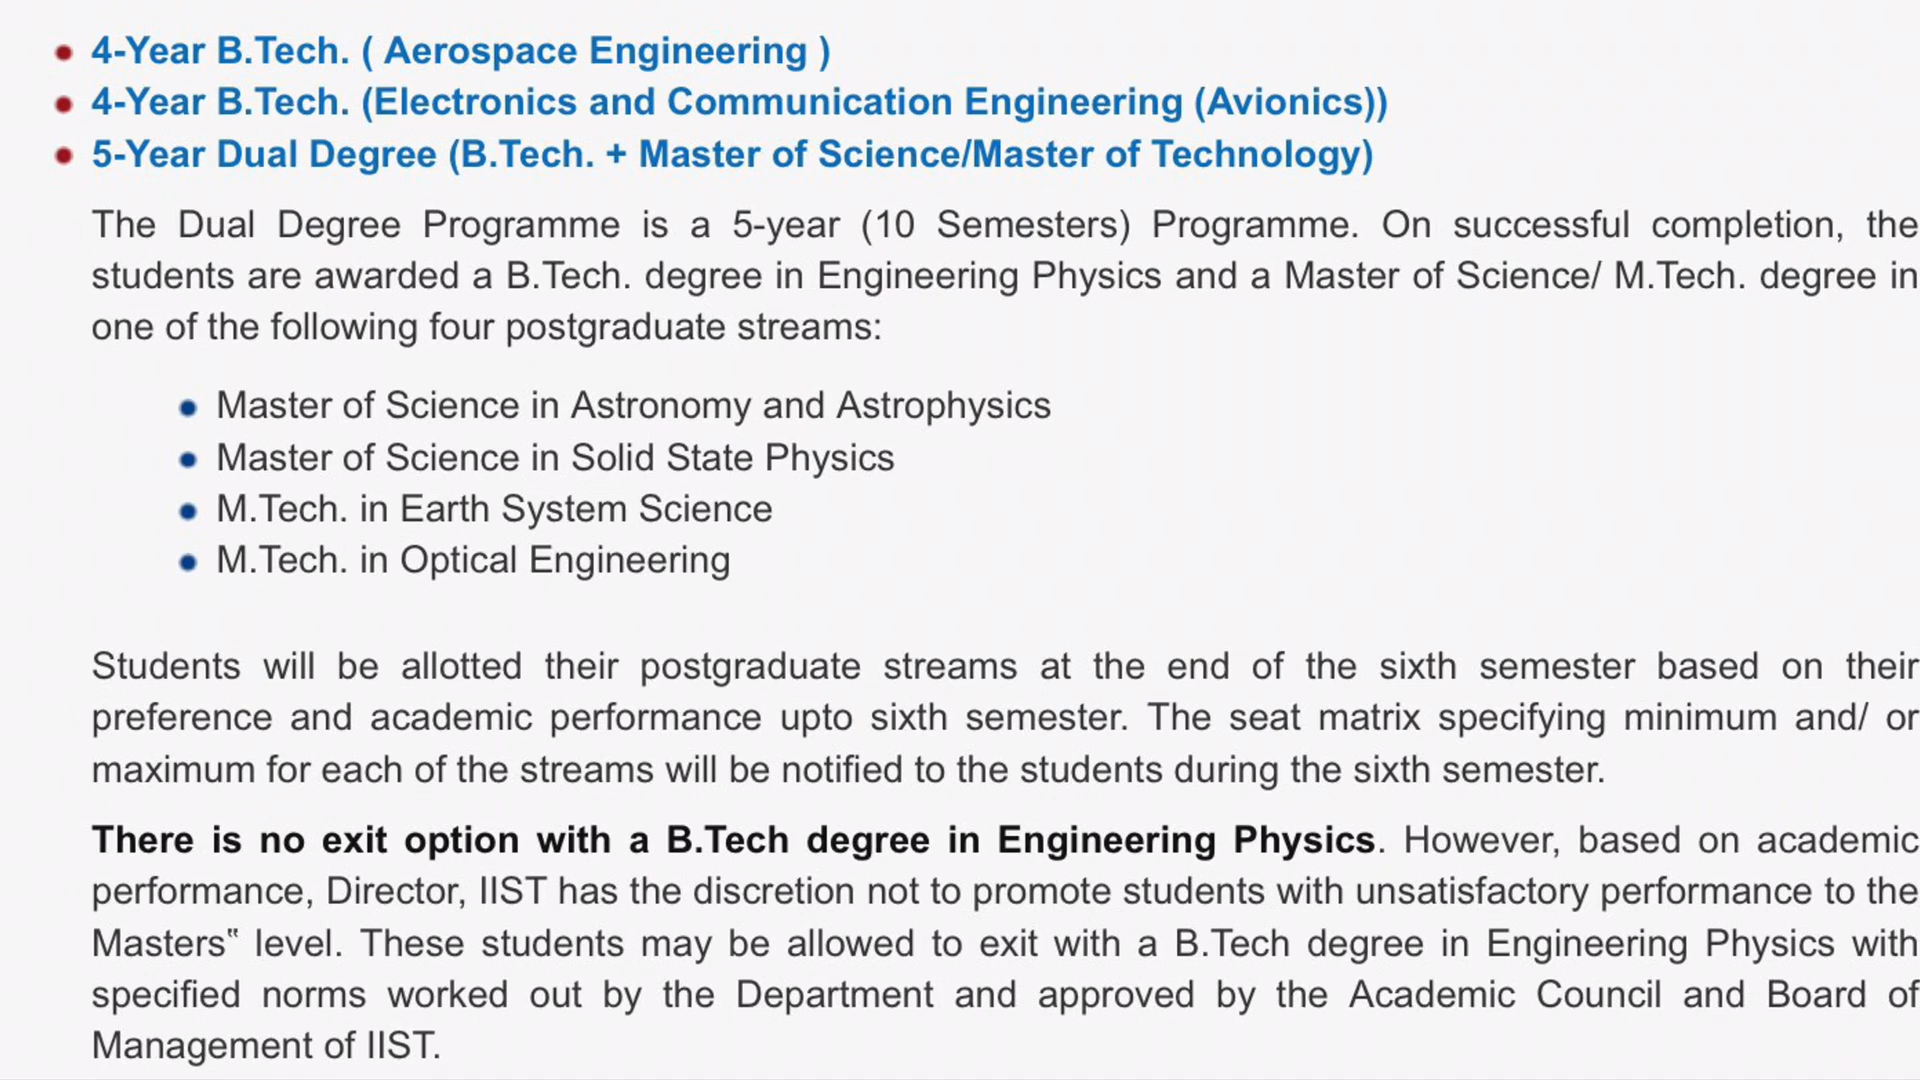 4-Year B.Tech. ( Aerospace Engineering )
4-Year B.Tech. (Electronics and Communication Engineering (Avionics))
5-Year Dual Degree (B.Tech. + Master of Science/Master of Technology)
The Dual Degree Programme is a 5-year (10 Semesters) Programme. On successful completion, the
students are awarded a B.Tech. degree in Engineering Physics and a Master of Science/ M.Tech. degree in
one of the following four postgraduate streams:
Master of Science in Astronomy and Astrophysics
Master of Science in Solid State Physics
M.Tech. in Earth System Science
M.Tech. in Optical Engineering
Students will be allotted their postgraduate streams at the end of the sixth semester based on their
preference and academic performance upto sixth semester. The seat matrix specifying minimum and/ or
maximum for each of the streams will be notified to the students during the sixth semester.
There is no exit option with a B.Tech degree in Engineering Physics. However, based on academic
performance, Director, IIST has the discretion not to promote students with unsatisfactory performance to the
Masters‟ level. These students may be allowed to exit with a B.Tech degree in Engineering Physics with
specified norms worked out by the Department and approved by the Academic Council and Board of
Management of IIST.